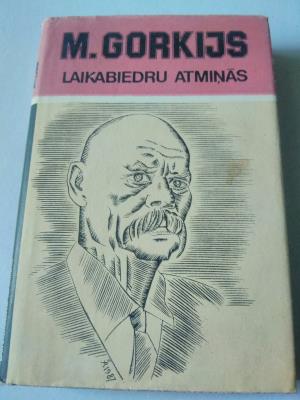 M. GORKIJS
LAIKABIEDRU ATMIŅĀS